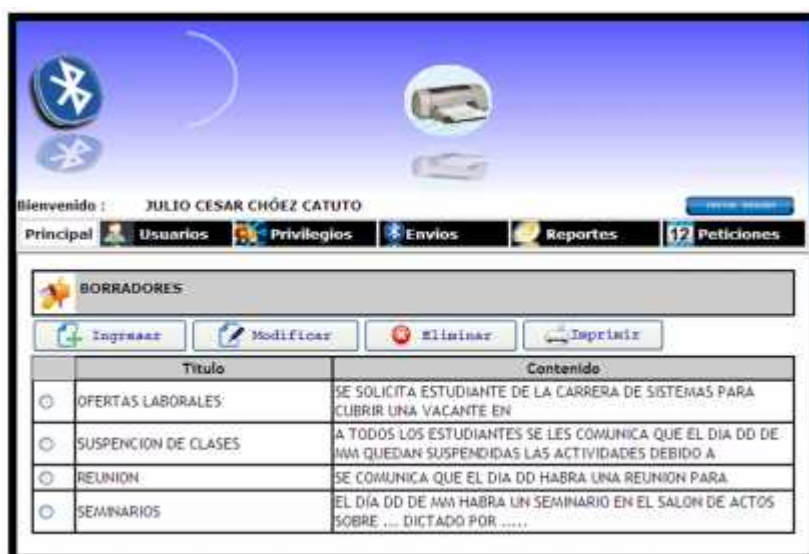 Bienvenido : JULIO CESAR CHÓEZ CATUTO
Principal Usuarios Privilegios Envios Reportes 12 Peticiones
BORRADORES
Ingresar Modificar Eliminar Imprimir
Titulo Contenido
OFERTAS LABORALES
SE SOLICITA ESTUDIANTE DE LA CARRERA DE SISTEMAS PARA
CUBRIR UNA VACANTE EN
SUSPENCION DE CLASES
A TODOS LOS ESTUDIANTES SE LES COMUNICA QUE EL DIA DD DE
MM QUEDAN SUSPENDIDAS LAS ACTIVIDADES DEBIDO A
REUNION
SE COMUNICA QUE EL DIA DD HABRA UNA REUNION PARA
SEMINARIOS
EL DÍA DD DE MM HABRA UN SEMINARIO EN EL SALON DE ACTOS
SOBRE ... DICTADO POR .....